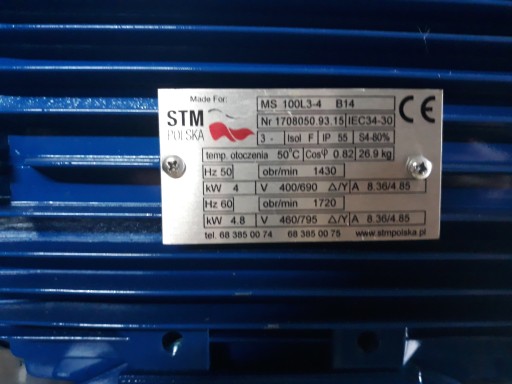 Made For:
STM
POLSKA
MS 100L3-4 B14
Nr 1708050.93.15 IEC34-30
3 - Isol F IP 55 S4-80%
temp. otoczenia 50°C Cosφ 0.82 26.9 kg
Hz 50 obr/min 1430
kW 4 V 400/690 △/Y A 8.36/4.85
Hz 60 obr/min 1720
kW 4.8 V 460/795 △/Y A 8.36/4.85
tel. 68 385 00 74 68 385 00 75 www.stmpolska.pl
CE